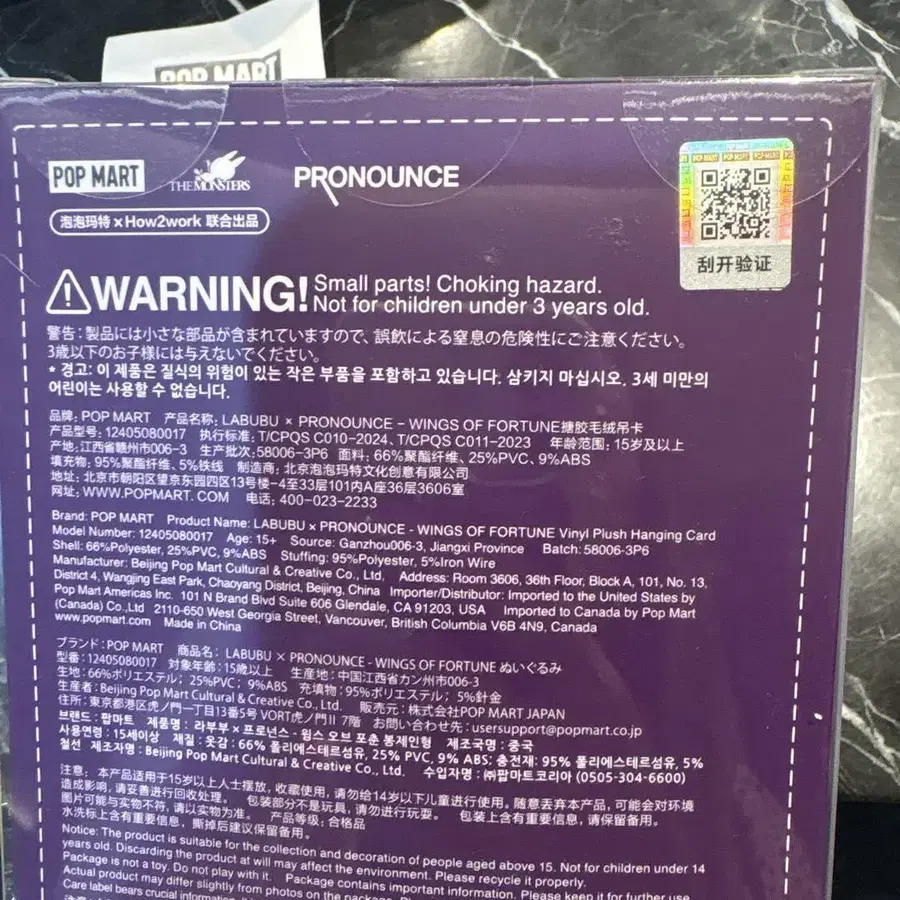 POP MART
POP MART
THE MONSTERS
PRONOUNCE
泡泡玛特×How2work 联合出品
刮开验证
WARNING! Small parts! Choking hazard.
Not for children under 3 years old.
警告:製品には小さな部品が含まれていますので、誤飲による窒息の危険性にご注意ください。
3歳以下のお子様には与えないでください。
* 경고: 이 제품은 질식의 위험이 있는 작은 부품을 포함하고 있습니다. 삼키지 마십시오. 3세 미만의
어린이는 사용할 수 없습니다.
品牌: POP MART 产品名称: LABUBU × PRONOUNCE - WINGS OF FORTUNE搪胶毛绒吊卡
产品型号: 12405080017 执行标准: T/CPQS C010-2024、T/CPQS C011-2023 年龄范围: 15岁及以上
产地:江西省赣州市006-3 生产批次:58006-3P6 面料: 66%聚酯纤维、25%PVC、9%ABS
填充物: 95%聚酯纤维、5%铁线 制造商: 北京泡泡玛特文化创意有限公司
地址: 北京市朝阳区望京东园四区13号楼-4至33层101内A座36层3606室
网址: WWW.POPMART.COM 电话: 400-023-2233
Brand: POP MART Product Name: LABUBU × PRONOUNCE - WINGS OF FORTUNE Vinyl Plush Hanging Card
Model Number: 12405080017 Age: 15+ Source: Ganzhou006-3, Jiangxi Province Batch: 58006-3P6
Shell: 66%Polyester, 25%PVC, 9%ABS Stuffing: 95%Polyester, 5%Iron Wire
Manufacturer: Beijing Pop Mart Cultural & Creative Co., Ltd. Address: Room 3606, 36th Floor, Block A, 101, No. 13,
District 4, Wangjing East Park, Chaoyang District, Beijing, China Importer/Distributor: Imported to the United States by
Pop Mart Americas Inc. 101 N Brand Blvd Suite 606 Glendale, CA 91203, USA Imported to Canada by Pop Mart
(Canada) Co.,Ltd 2110-650 West Georgia Street, Vancouver, British Columbia V6B 4N9, Canada
www.popmart.com Made in China
ブランド: POP MART 商品名: LABUBU × PRONOUNCE - WINGS OF FORTUNE ぬいぐるみ
型番: 12405080017 対象年齢: 15歳以上 生産地: 中国江西省カン州市006-3
生地: 66%ポリエステル; 25%PVC; 9%ABS 充填物: 95%ポリエステル; 5%針金
生産者: Beijing Pop Mart Cultural & Creative Co., Ltd. 販売元: 株式会社POP MART JAPAN
住所: 東京都港区虎ノ門一丁目13番5号 VORT虎ノ門II 7階 お問い合わせ先: usersupport@popmart.co.jp
브랜드: 팝마트 제품명: 라부부 × 프로넌스 - 윙스 오브 포춘 봉제인형 제조국명: 중국
사용연령: 15세이상 재질: 겉감: 66% 폴리에스테르섬유, 25% PVC, 9% ABS: 충전재: 95% 폴리에스테르섬유, 5%
철선 제조자명: Beijing Pop Mart Cultural & Creative Co., Ltd. 수입자명: ㈜팝마트코리아 (0505-304-6600)
注意: 本产品适用于15岁以上人士摆放,收藏使用,请勿给14岁以下儿童进行使用。随意丢弃本产品,可能会对环境
造成影响,请妥善进行回收处理。 包装部分不是玩具,请勿进行玩耍。 包装上含有重要信息,请保留备用。
图片可能与实物不符,请以实物为准。 产品等级: 合格品
水洗标上含有重要信息,撕掉后建议保留备用。
Notice: The product is suitable for the collection and decoration of people aged above 15. Not for children under 14
years old. Discarding the product at will may affect the environment. Please recycle it properly.
Package is not a toy. Do not play with it. Package contains important information. Please keep it for further use.
Actual product may differ slightly from photos on the package.
Care label bears crucial information.